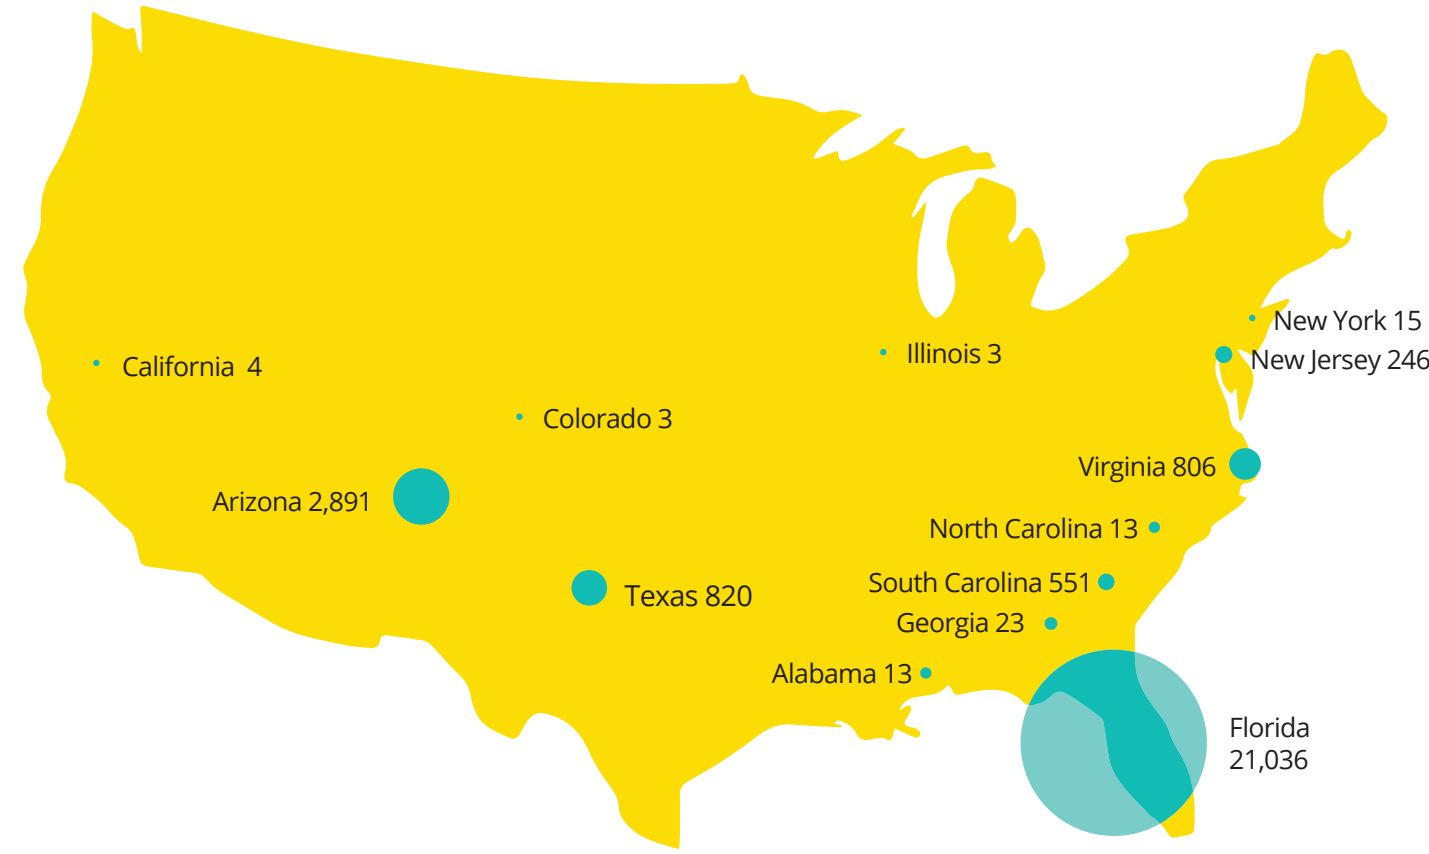 New York 15
Illinois 3
New Jersey 246
California 4
Colorado 3
Virginia 806
Arizona 2,891
North Carolina 13
South Carolina 551
Texas 820
Georgia 23
Alabama 13
Florida
21,036